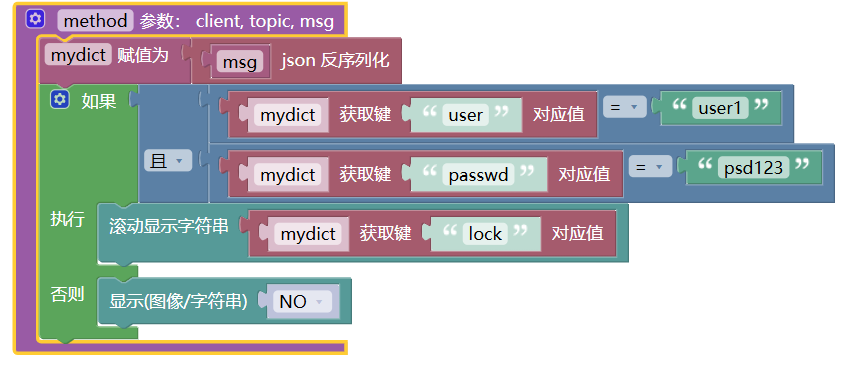 method 参数： client, topic, msg
mydict 赋值为 msg json 反序列化
如果 mydict 获取键 “ user ” 对应值 = “ user1 ”
且 mydict 获取键 “ passwd ” 对应值 = “ psd123 ”
执行 滚动显示字符串 mydict 获取键 “ lock ” 对应值
否则 显示(图像/字符串) NO